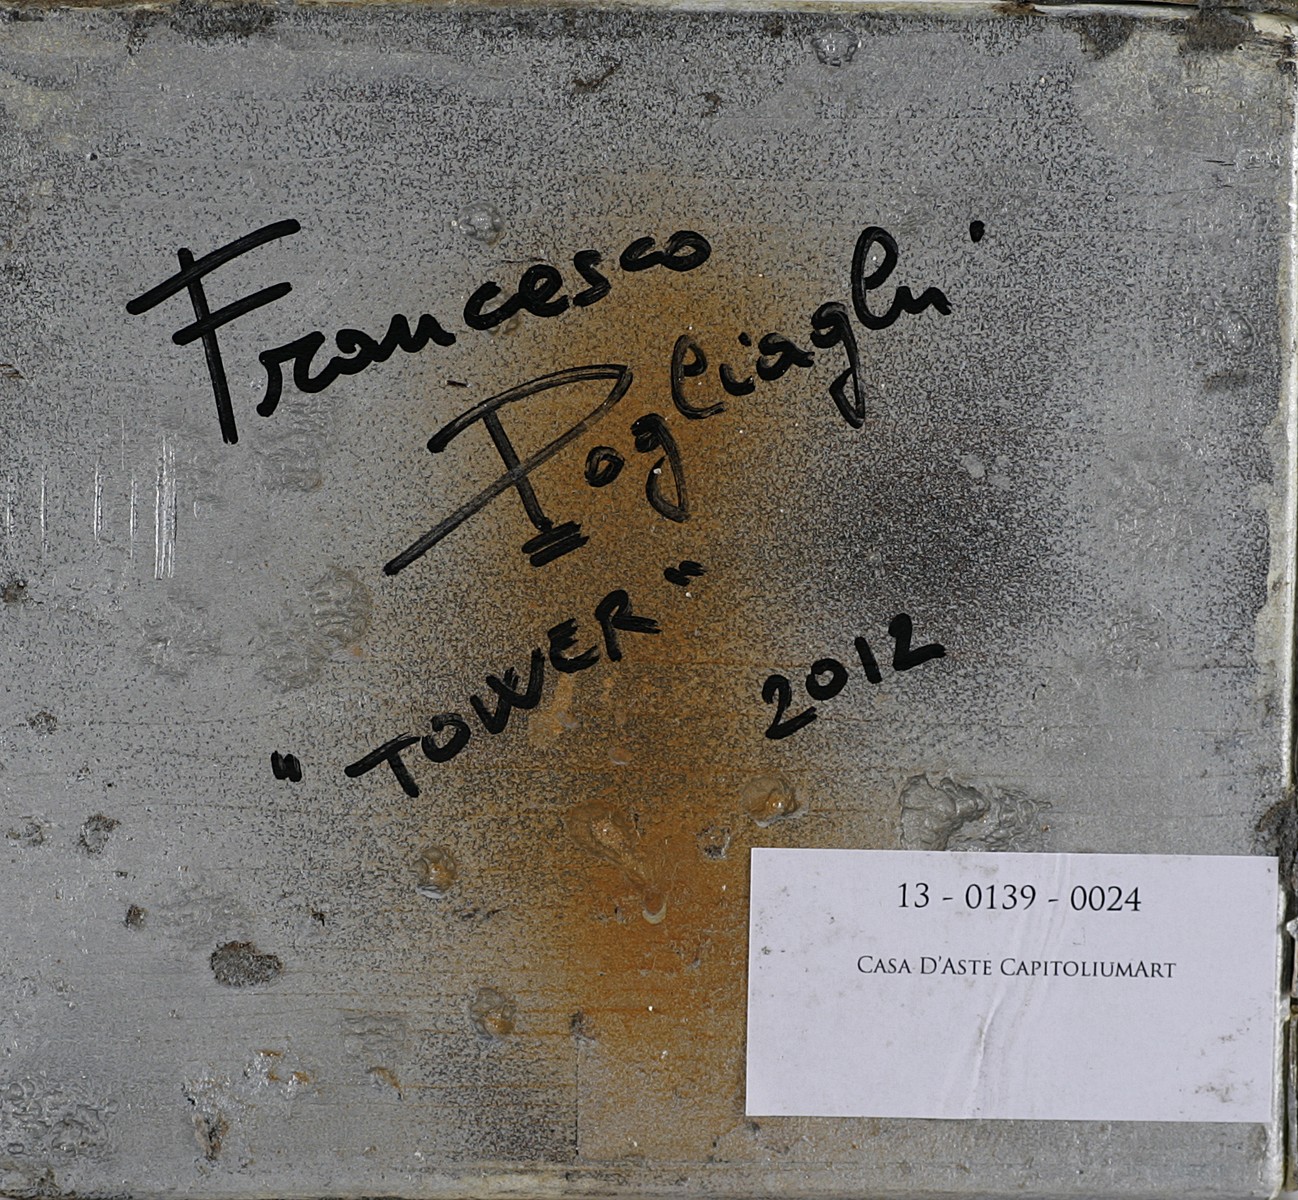 Francesco
Pogliaghi
"TOWER"
2012
13 - 0139 - 0024
CASA D'ASTE CAPITOLIUMART